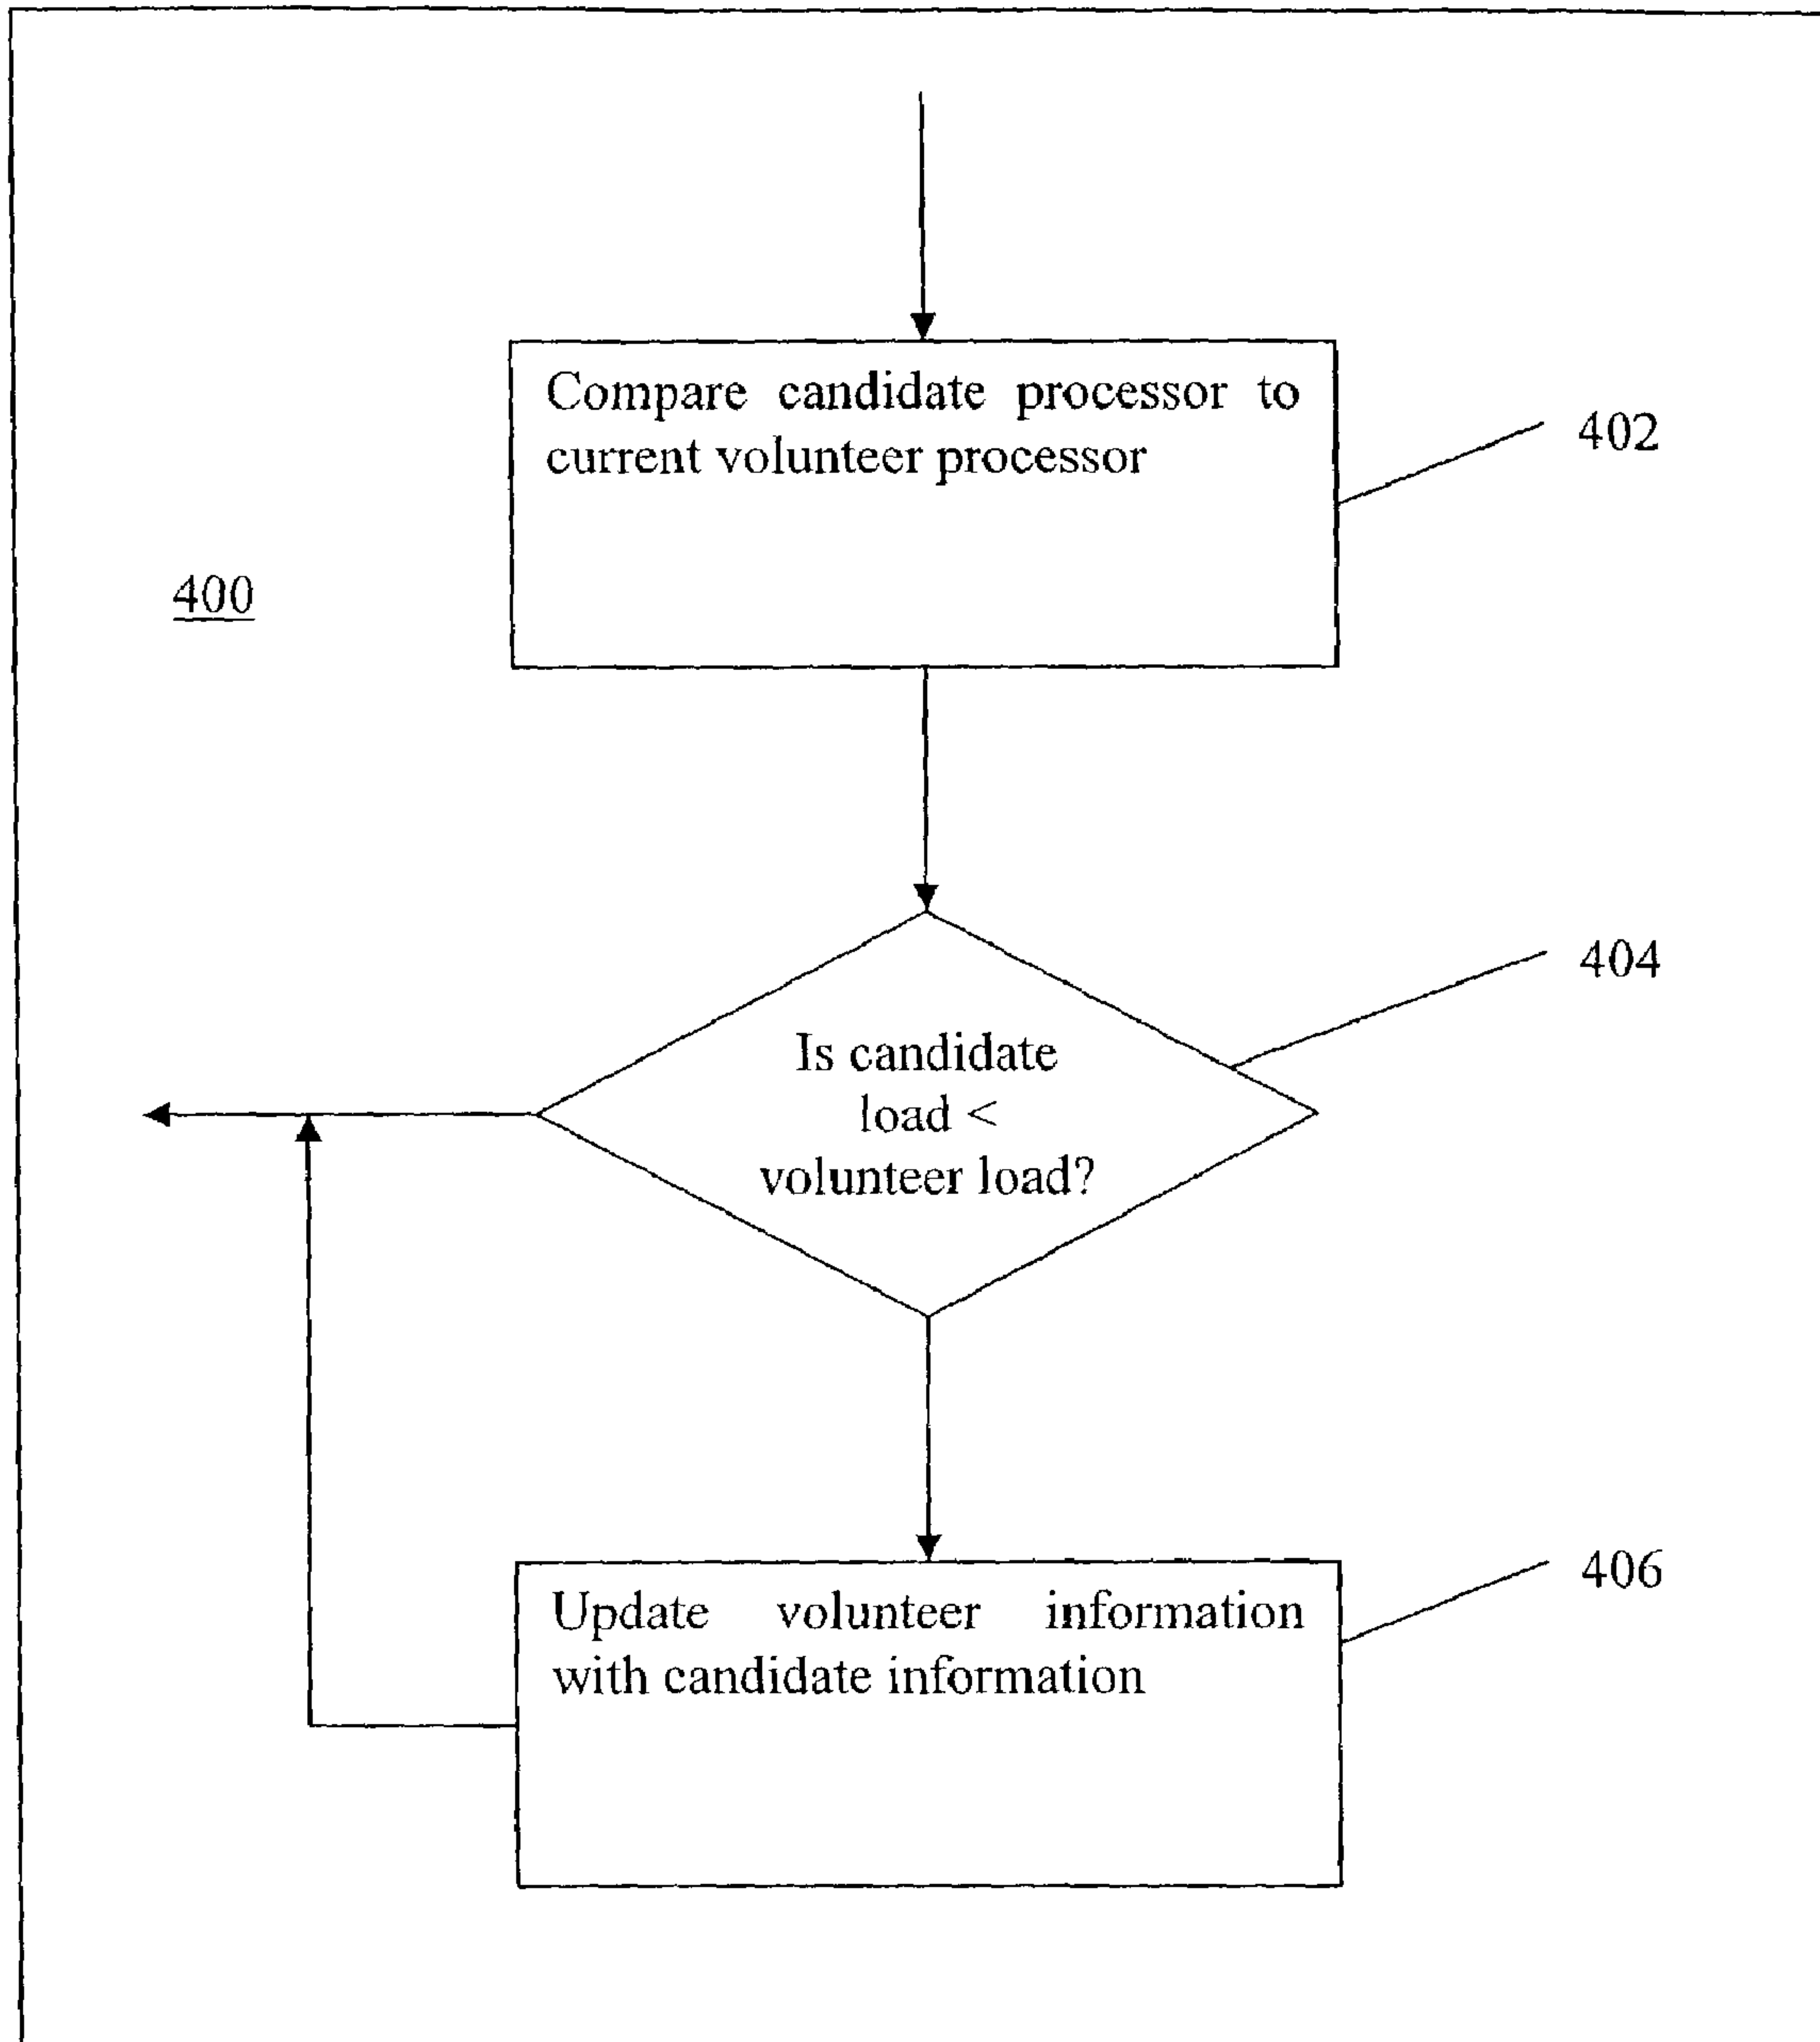 Compare candidate processor to
current volunteer processor
402
400
404
Is candidate
load <
volunteer load?
406
Update volunteer information
with candidate information